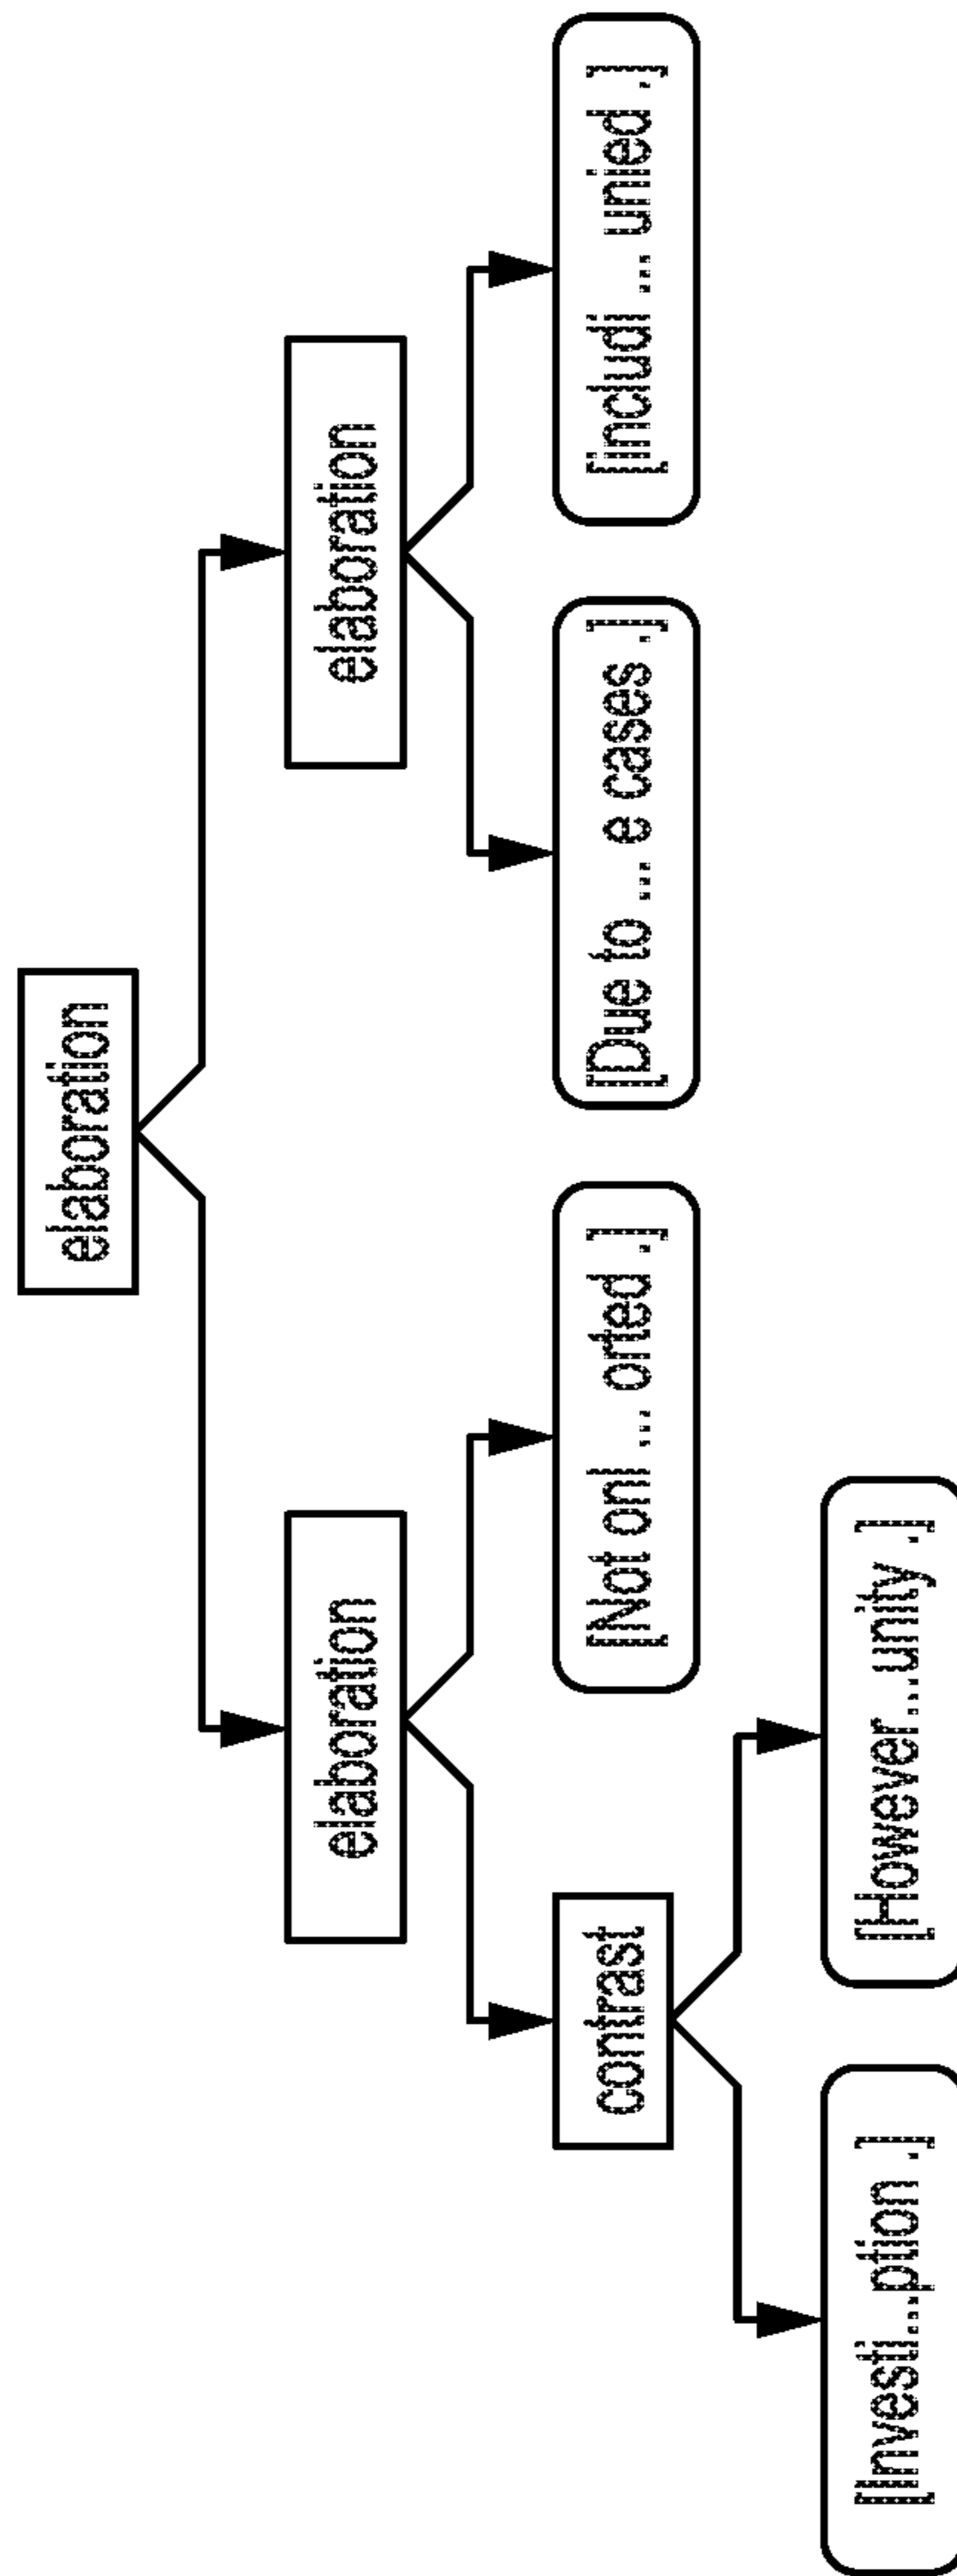 elaboration
elaboration
elaboration
contrast
[Not onl ... orted .]
[Due to ... e cases .]
[includi ... unied .]
[Investi...ption .]
[However...unity .]